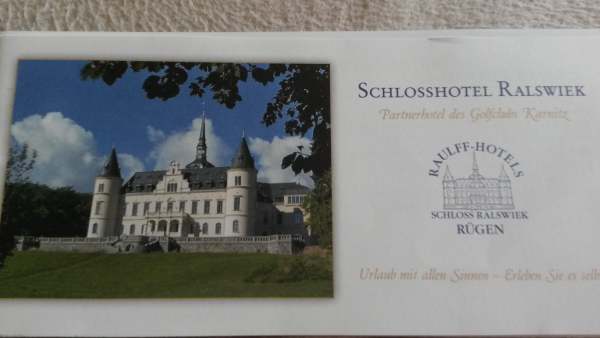 SCHLOSSHOTEL RALSWIEK
Partnerhotel des Golfclubs Karnitz
RAULFF-HOTELS
SCHLOSS RALSWIEK
RÜGEN
Urlaub mit allen Sinnen – Erleben Sie es